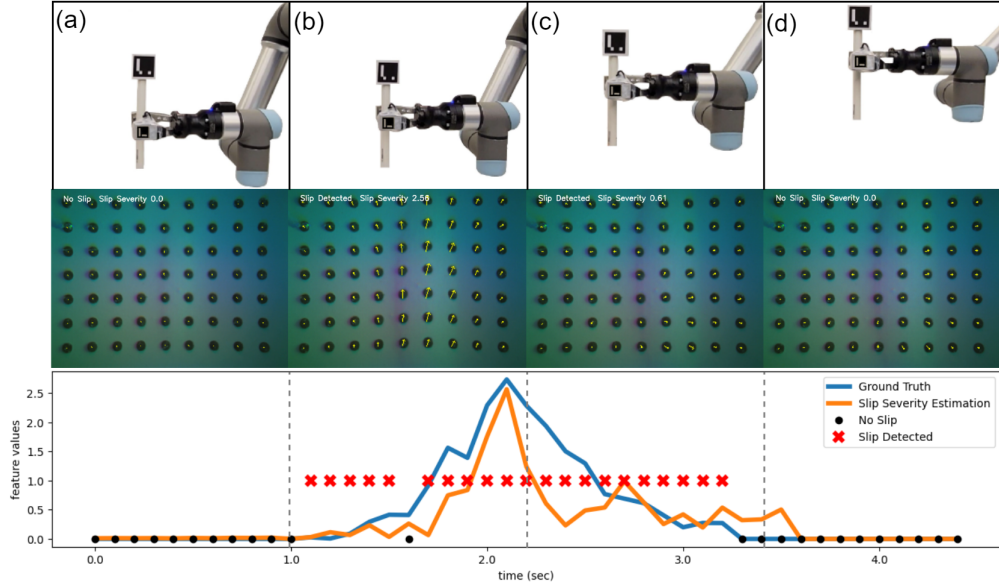 (a) (b) (c) (d)
No Slip Slip Severity 0.0
Slip Detected Slip Severity 2.56
Slip Detected Slip Severity 0.61
No Slip Slip Severity 0.0
feature values
2.5
2.0
1.5
1.0
0.5
0.0
Ground Truth
Slip Severity Estimation
No Slip
Slip Detected
0.0 1.0 2.0 3.0 4.0
time (sec)